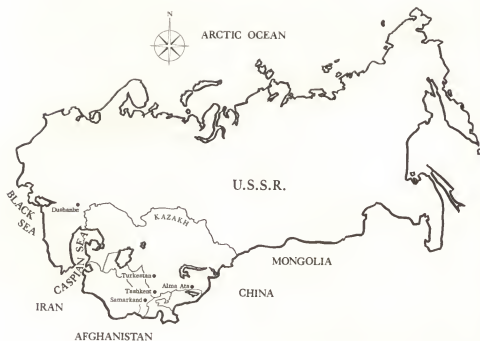 N
ARCTIC OCEAN
U.S.S.R.
BLACK
SEA
Dushanbe
KAZAKH
CASPIAN SEA
Turkestan
Tashkent
Alma Ata
Samarkand
MONGOLIA
CHINA
IRAN
AFGHANISTAN